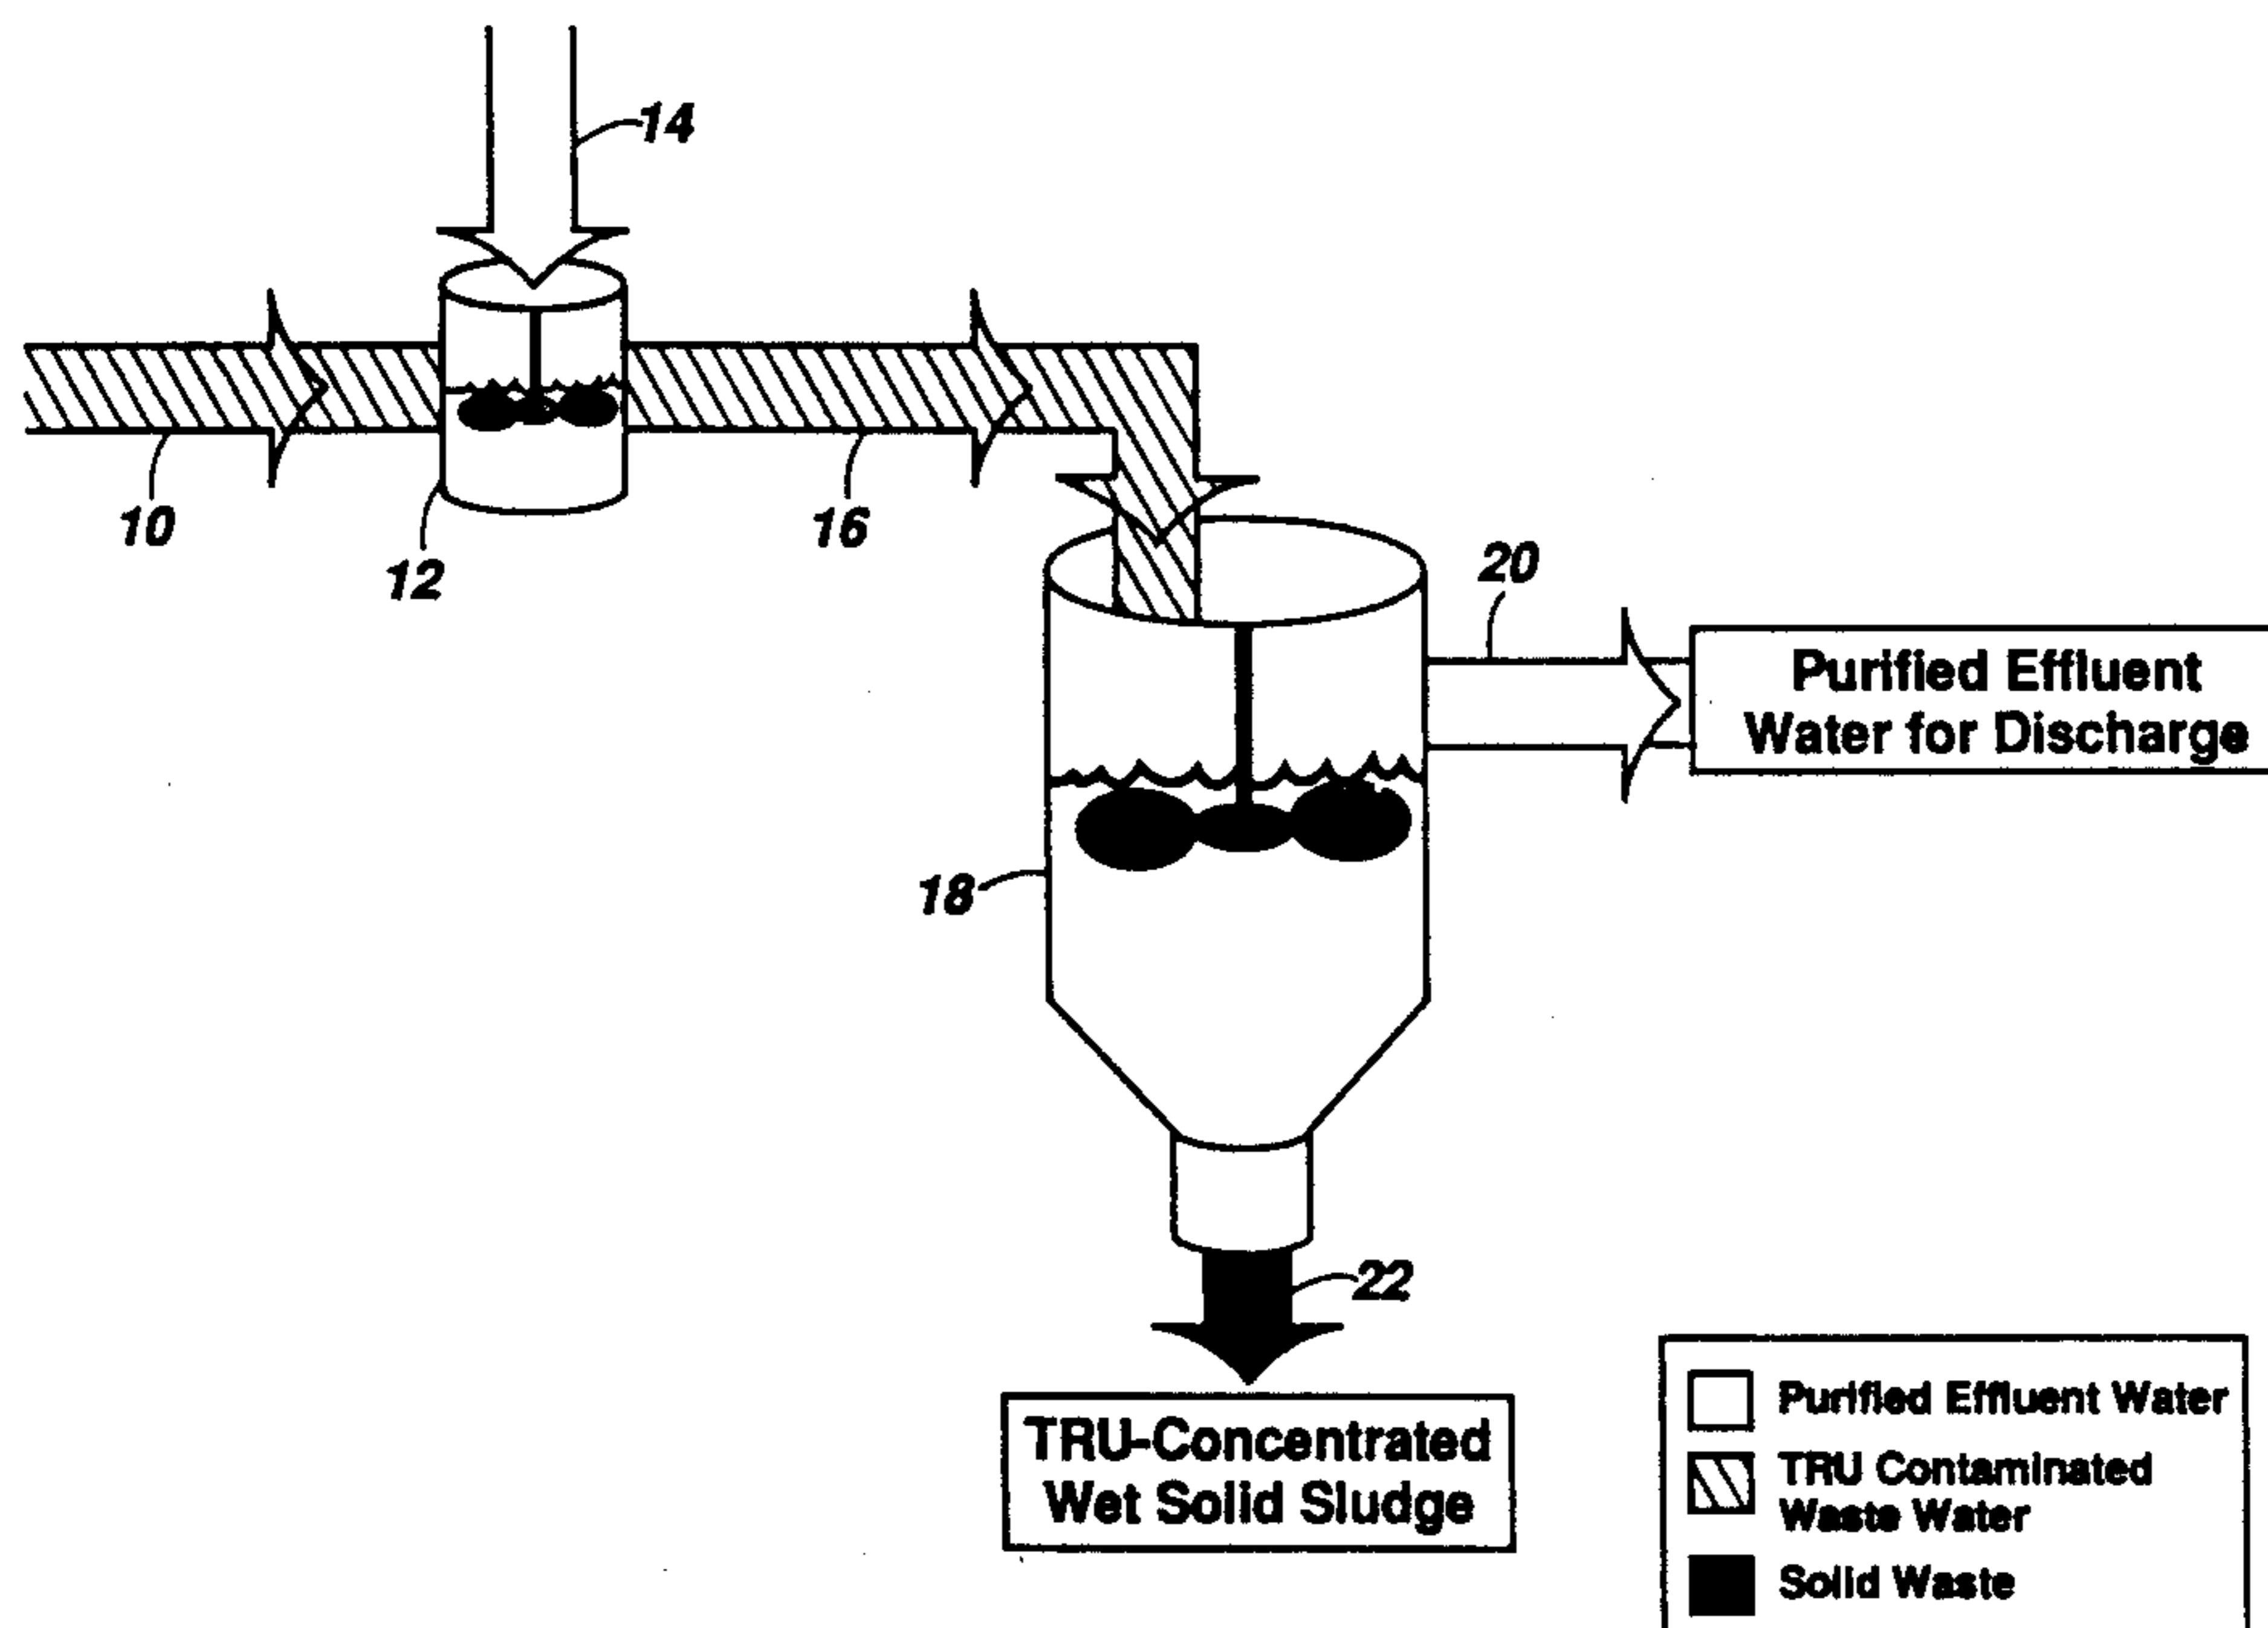 14
10
12
16
20
Purified Effluent
Water for Discharge
18
22
TRU-Concentrated
Wet Solid Sludge
Purified Effluent Water
TRU Contaminated
Waste Water
Solid Waste